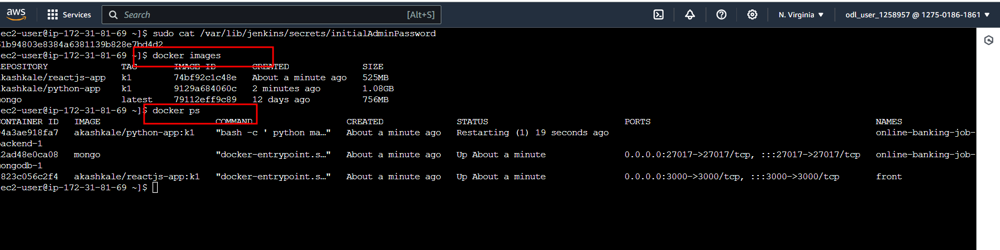 aws Services Search [Alt+S] N. Virginia odl_user_1258957 @ 1275-0186-1861
ec2-user@ip-172-31-81-69 ~]$ sudo cat /var/lib/jenkins/secrets/initialAdminPassword
1b94803e8384a6381139b828e7bd4d2
ec2-user@ip-172-31-81-69 ~]$ docker images
EPOSITORY TAG IMAGE ID CREATED SIZE
kashkale/reactjs-app k1 74bf92c1c48e About a minute ago 525MB
kashkale/python-app k1 9129a684060c 2 minutes ago 1.08GB
ongo latest 79112eff9c89 12 days ago 756MB
ec2-user@ip-172-31-81-69 ~]$ docker ps
ONTAINER ID IMAGE COMMAND CREATED STATUS PORTS NAMES
4a3ae918fa7 akashkale/python-app:k1 "bash -c ' python ma…" About a minute ago Restarting (1) 19 seconds ago online-banking-job-
backend-1
2ad48e0ca08 mongo "docker-entrypoint.s…" About a minute ago Up About a minute 0.0.0.0:27017->27017/tcp, :::27017->27017/tcp online-banking-job-
ongodb-1
823c056c2f4 akashkale/reactjs-app:k1 "docker-entrypoint.s…" About a minute ago Up About a minute 0.0.0.0:3000->3000/tcp, :::3000->3000/tcp front
ec2-user@ip-172-31-81-69 ~]$